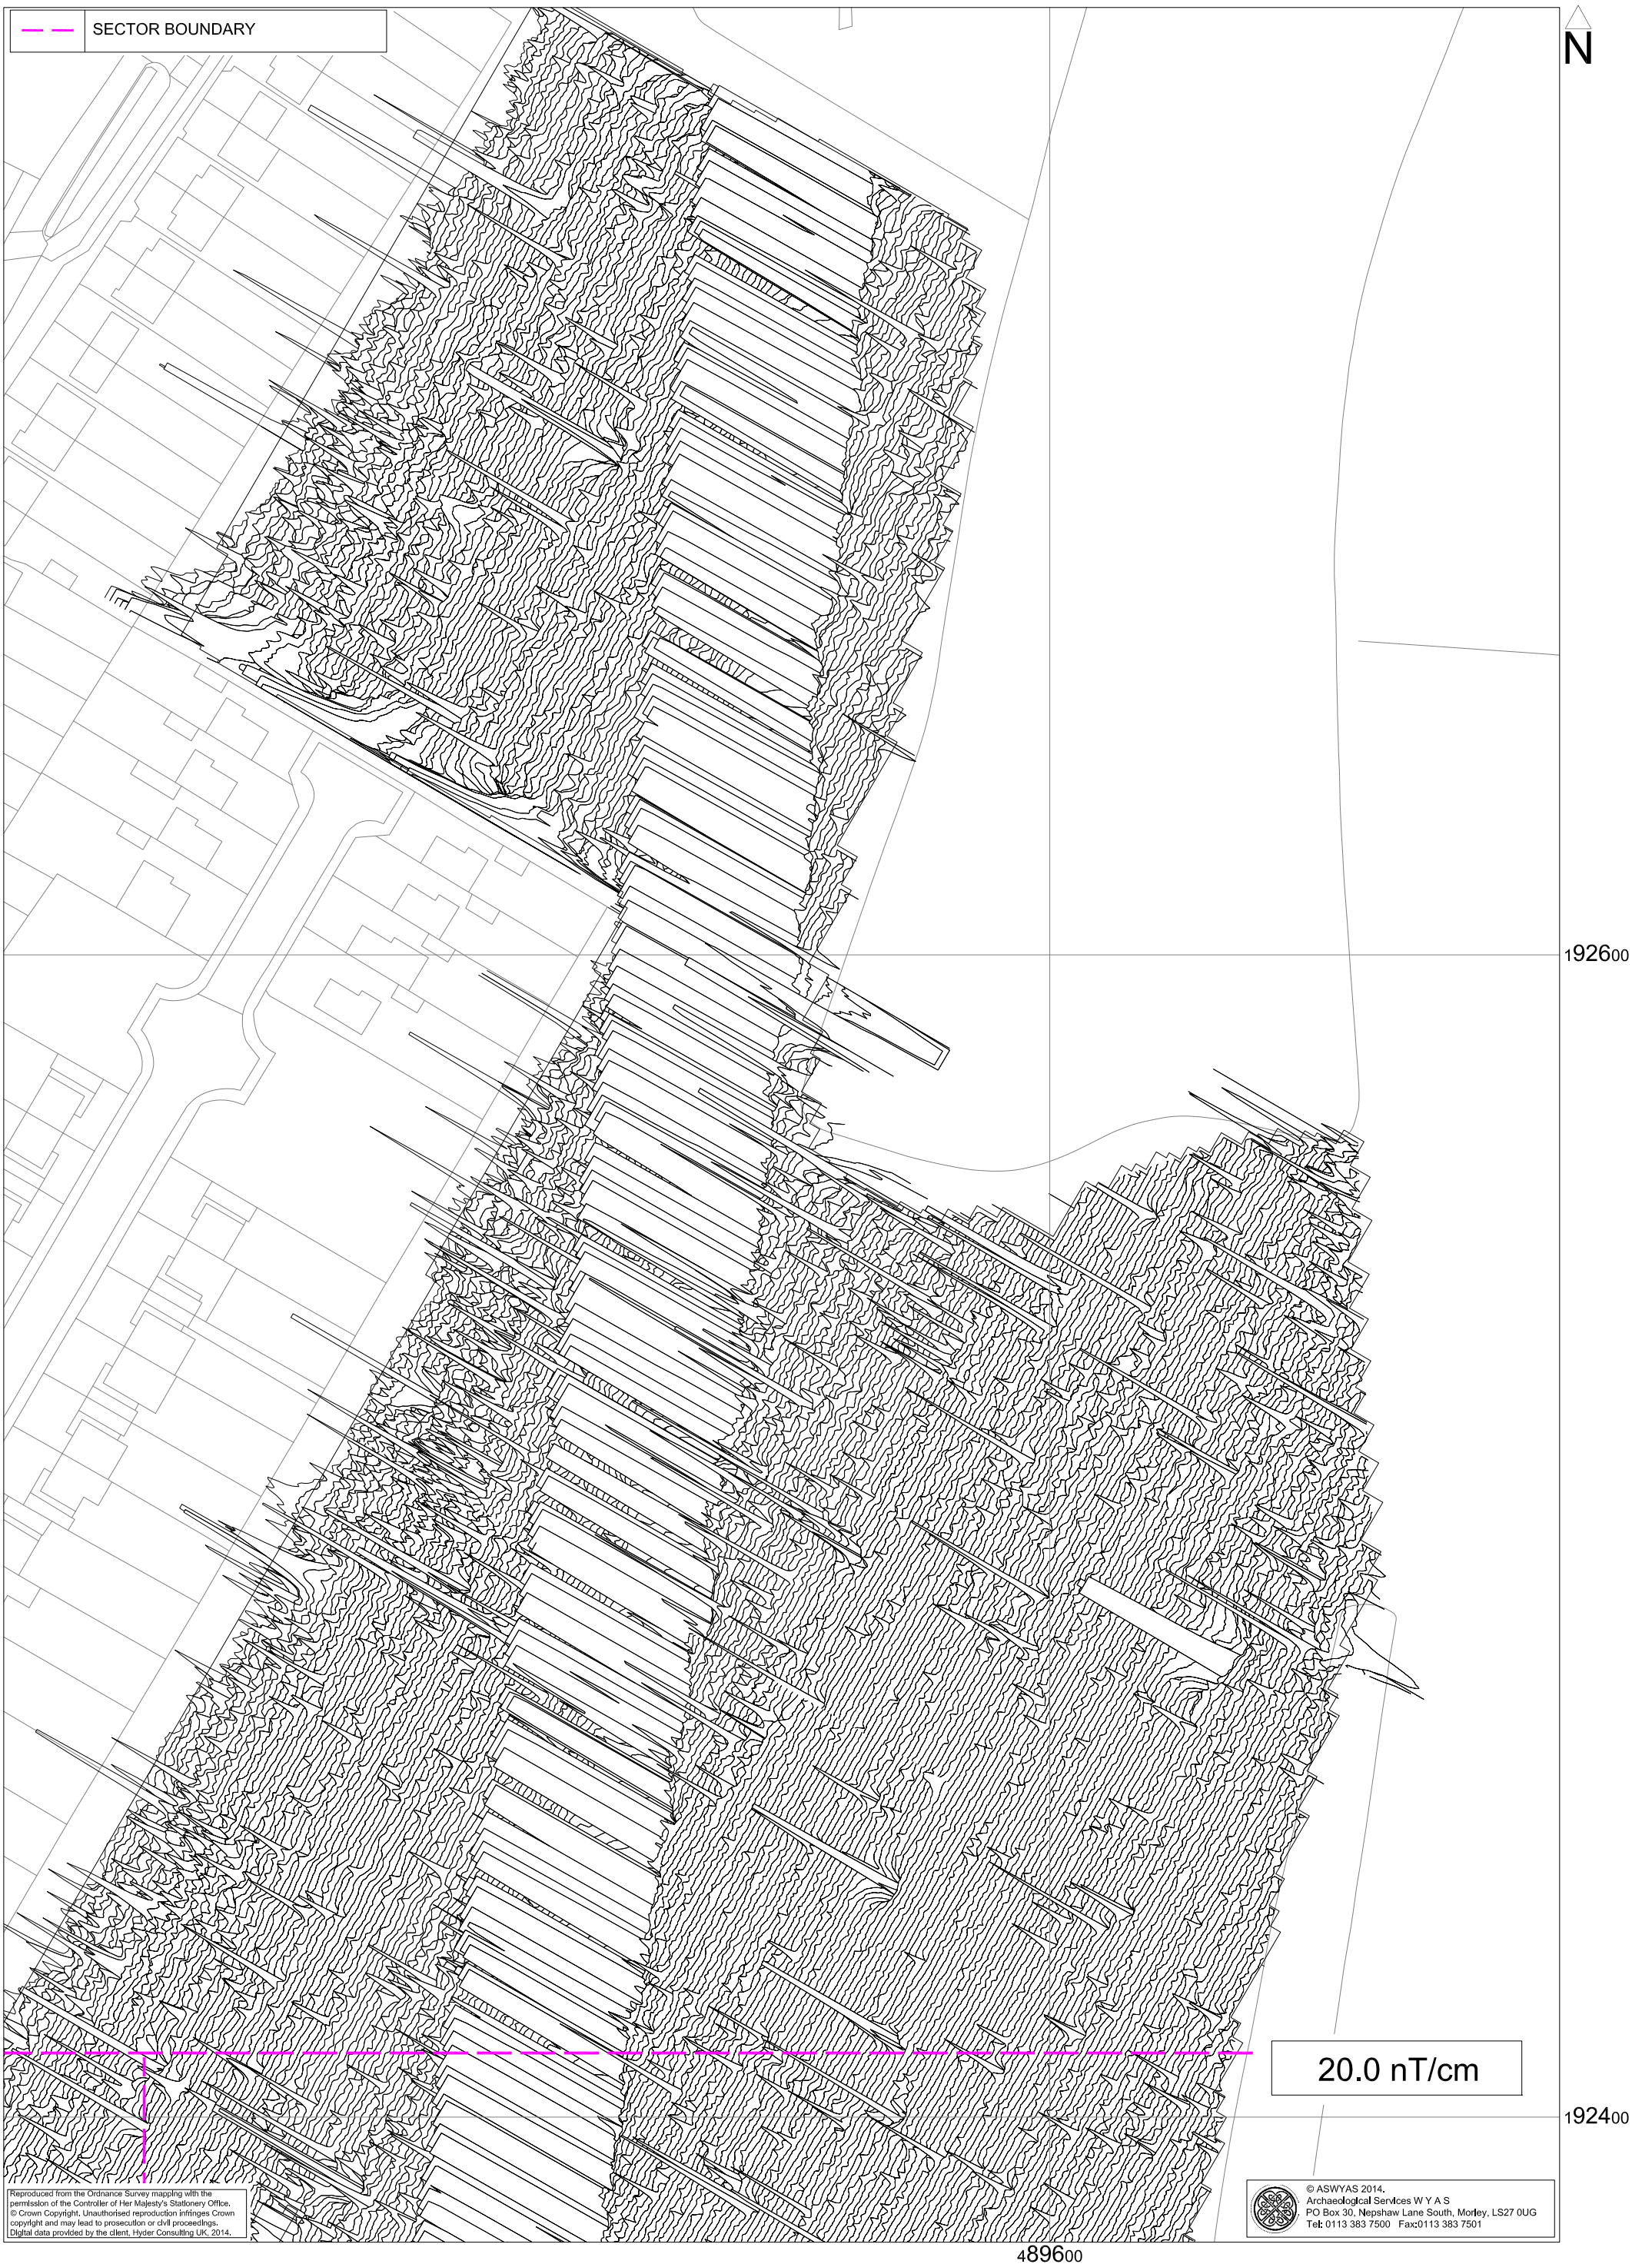 SECTOR BOUNDARY
N
192600
20.0 nT/cm
192400
Reproduced from the Ordnance Survey mapping with the
permission of the Controller of Her Majesty's Stationery Office.
© Crown Copyright. Unauthorised reproduction infringes Crown
copyright and may lead to prosecution or civil proceedings.
Digital data provided by the client, Hyder Consulting UK, 2014.
© ASWYAS 2014.
Archaeological Services W Y A S
PO Box 30, Nepshaw Lane South, Morley, LS27 0UG
Tel: 0113 383 7500 Fax:0113 383 7501
489600